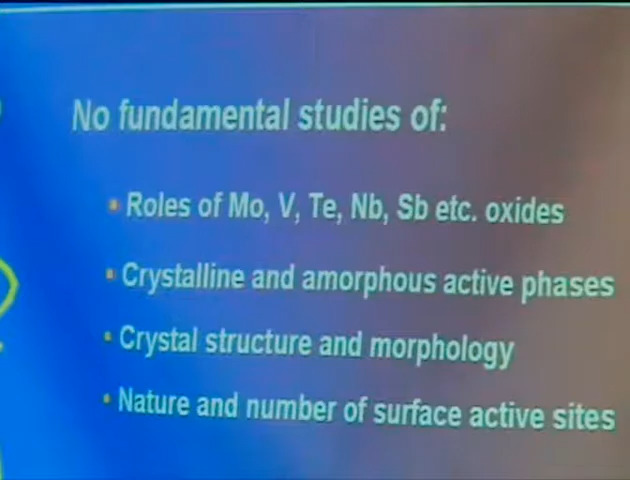 No fundamental studies of:
Roles of Mo, V, Te, Nb, Sb etc. oxides
Crystalline and amorphous active phases
Crystal structure and morphology
Nature and number of surface active sites